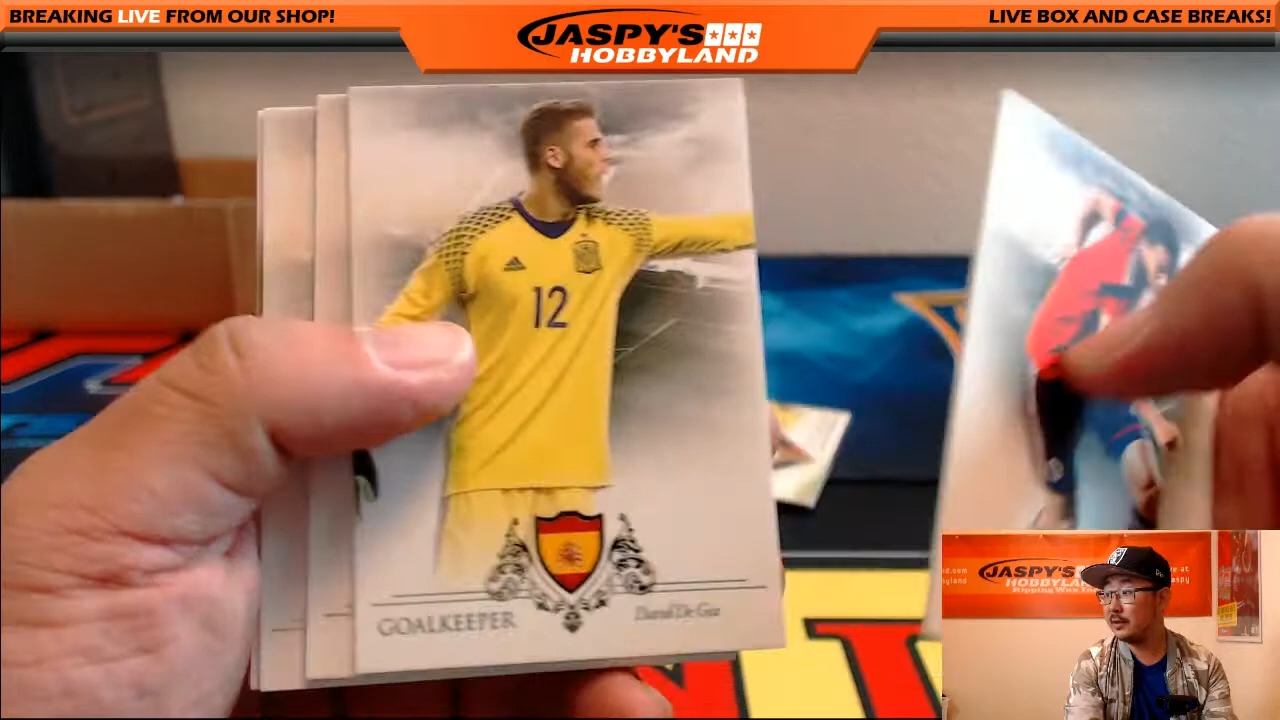 BREAKING LIVE FROM OUR SHOP!
JASPY'S
HOBBYLAND
LIVE BOX AND CASE BREAKS!
12
GOALKEEPER
David De Gea
JASPY'S
HOBBYLAND